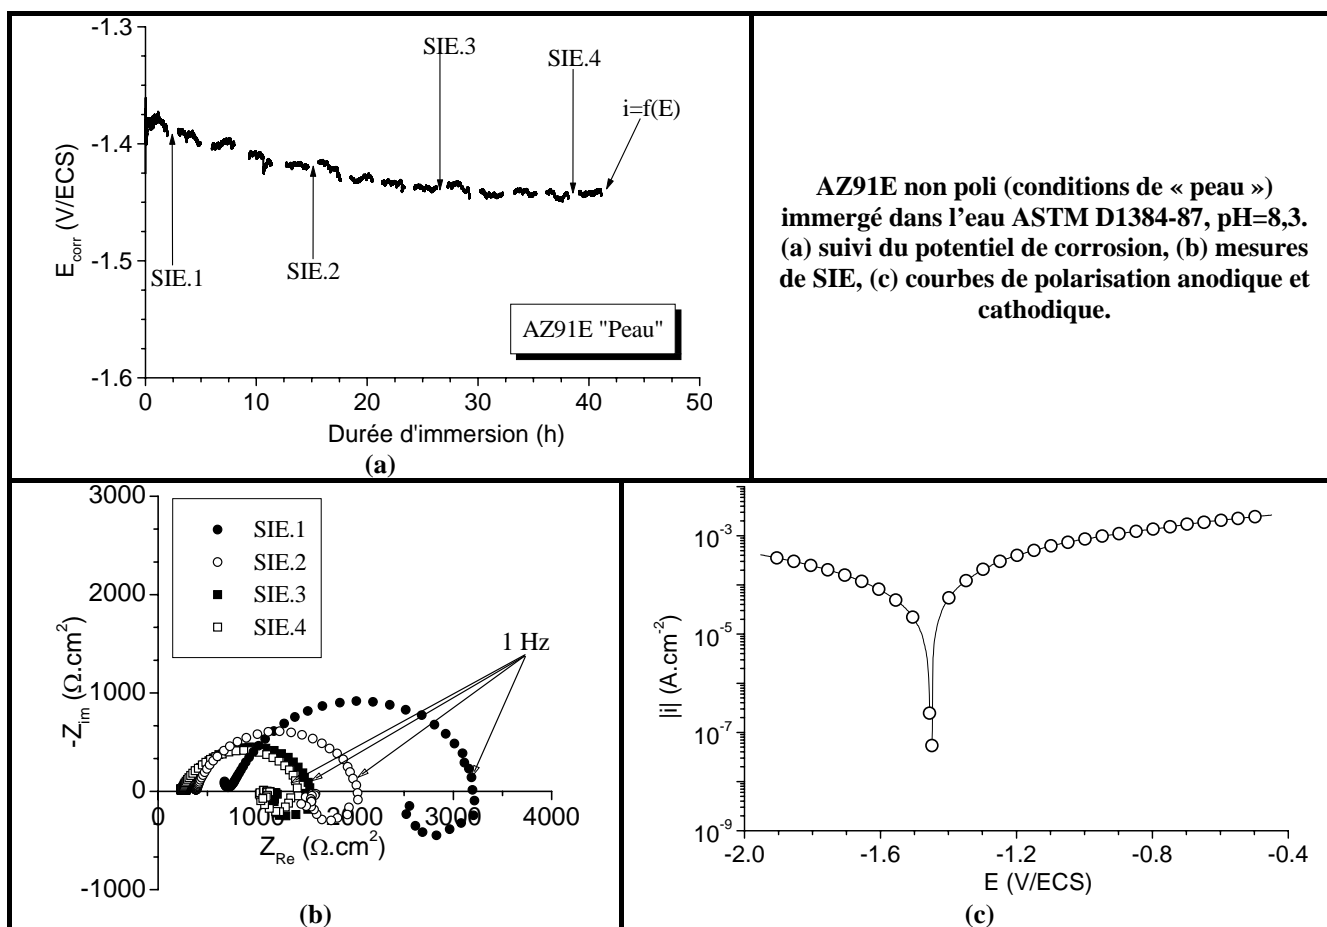 -1.3
-1.4
-1.5
-1.6
E_corr (V/ECS)
SIE.3
SIE.4
i=f(E)
SIE.1
SIE.2
AZ91E "Peau"
0 10 20 30 40 50
Durée d'immersion (h)
(a)
AZ91E non poli (conditions de « peau »)
immergé dans l'eau ASTM D1384-87, pH=8,3.
(a) suivi du potentiel de corrosion, (b) mesures
de SIE, (c) courbes de polarisation anodique et
cathodique.
3000
2000
1000
0
-1000
-Z_im (Ω.cm²)
SIE.1
SIE.2
SIE.3
SIE.4
1 Hz
0 1000 2000 3000 4000
Z_Re (Ω.cm²)
(b)
10⁻³
10⁻⁵
10⁻⁷
10⁻⁹
|i| (A.cm⁻²)
-2.0 -1.6 -1.2 -0.8 -0.4
E (V/ECS)
(c)